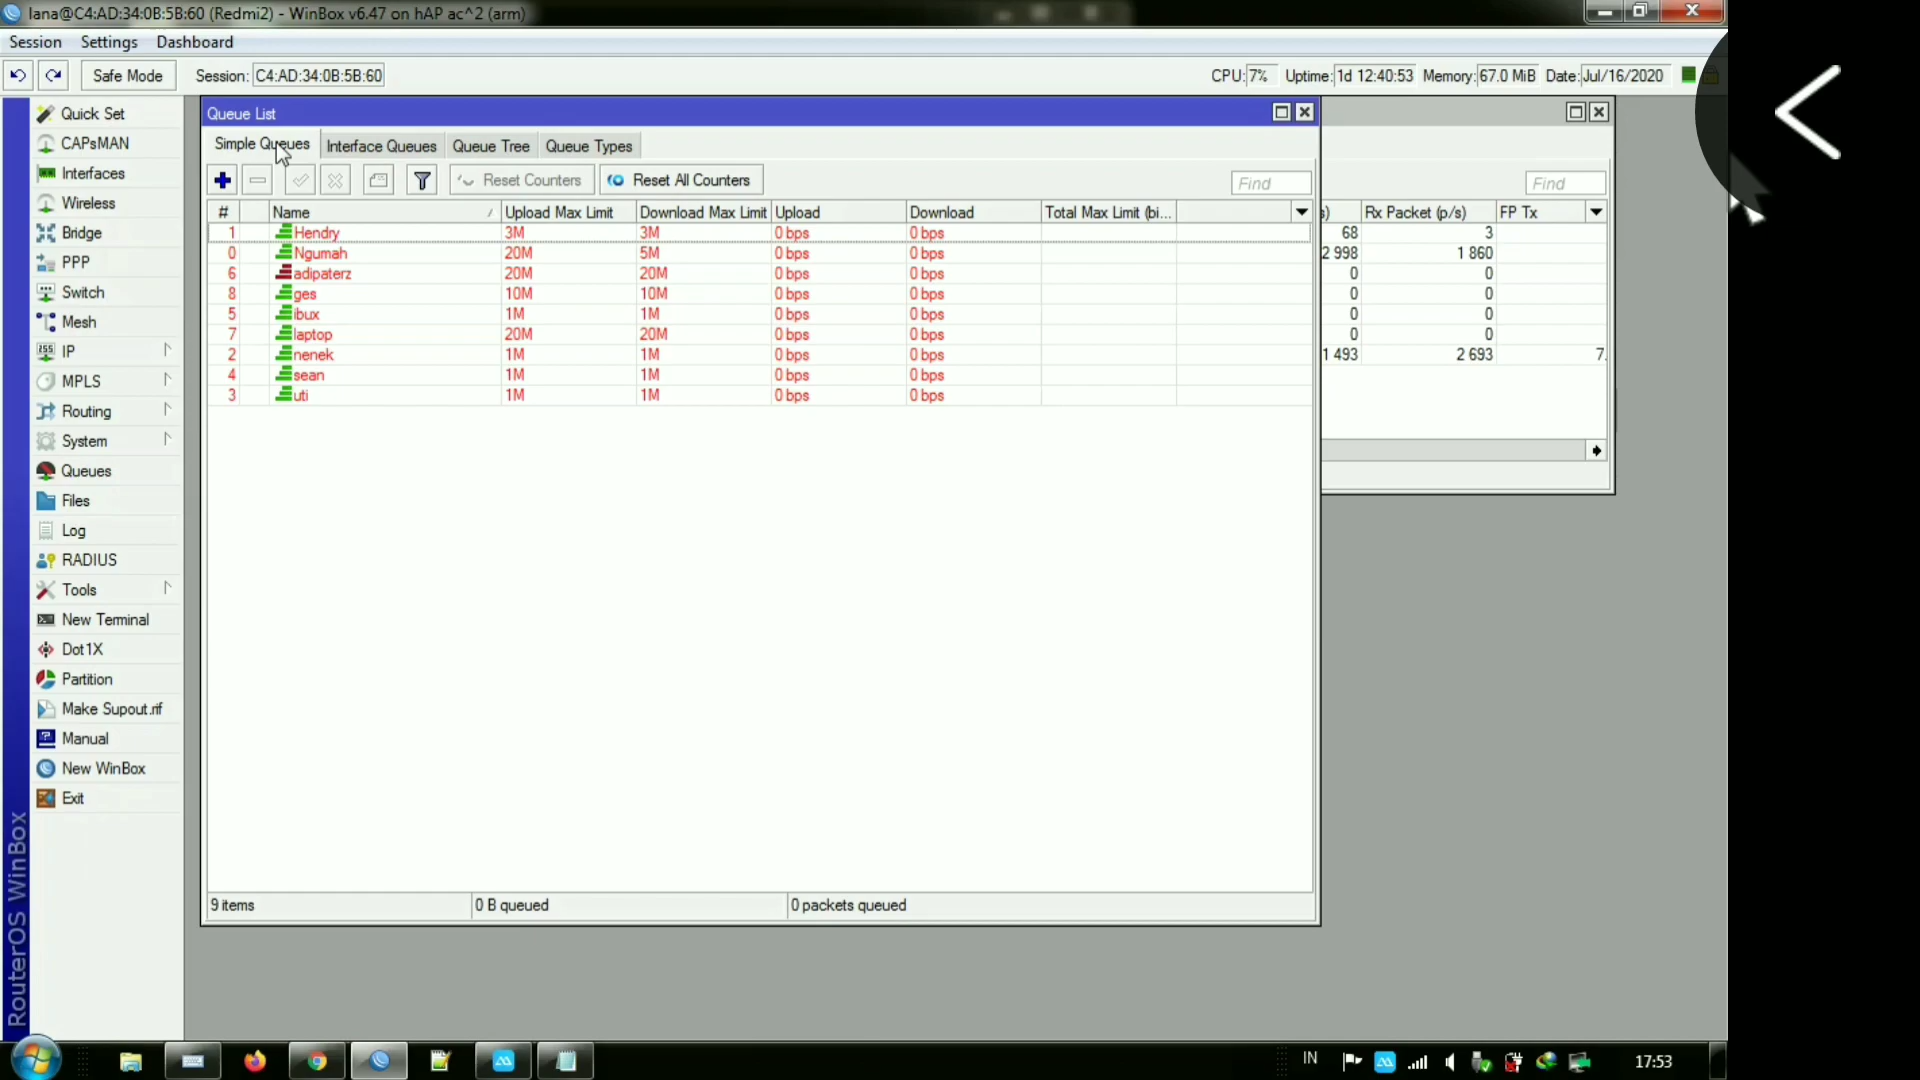 lana@C4:AD:34:0B:5B:60 (Redmi2) - WinBox v6.47 on hAP ac^2 (arm)
Session Settings Dashboard
Safe Mode Session: C4:AD:34:0B:5B:60 CPU: 7% Uptime: 1d 12:40:53 Memory: 67.0 MiB Date: Jul/16/2020
Quick Set
CAPsMAN
Interfaces
Wireless
Bridge
PPP
Switch
Mesh
IP
MPLS
Routing
System
Queues
Files
Log
RADIUS
Tools
New Terminal
Dot1X
Partition
Make Supout.rif
Manual
New WinBox
Exit
RouterOS WinBox
Queue List
Simple Queues Interface Queues Queue Tree Queue Types
Reset Counters Reset All Counters Find
# Name Upload Max Limit Download Max Limit Upload Download Total Max Limit (bi...
1 Hendry 3M 3M 0 bps 0 bps
0 Ngumah 20M 5M 0 bps 0 bps
6 adipaterz 20M 20M 0 bps 0 bps
8 ges 10M 10M 0 bps 0 bps
5 ibux 1M 1M 0 bps 0 bps
7 laptop 20M 20M 0 bps 0 bps
2 nenek 1M 1M 0 bps 0 bps
4 sean 1M 1M 0 bps 0 bps
3 uti 1M 1M 0 bps 0 bps
9 items 0 B queued 0 packets queued
Find
s) Rx Packet (p/s) FP Tx
68 3
2 998 1 860
0 0
0 0
0 0
0 0
1 493 2 693 7.
IN 17:53